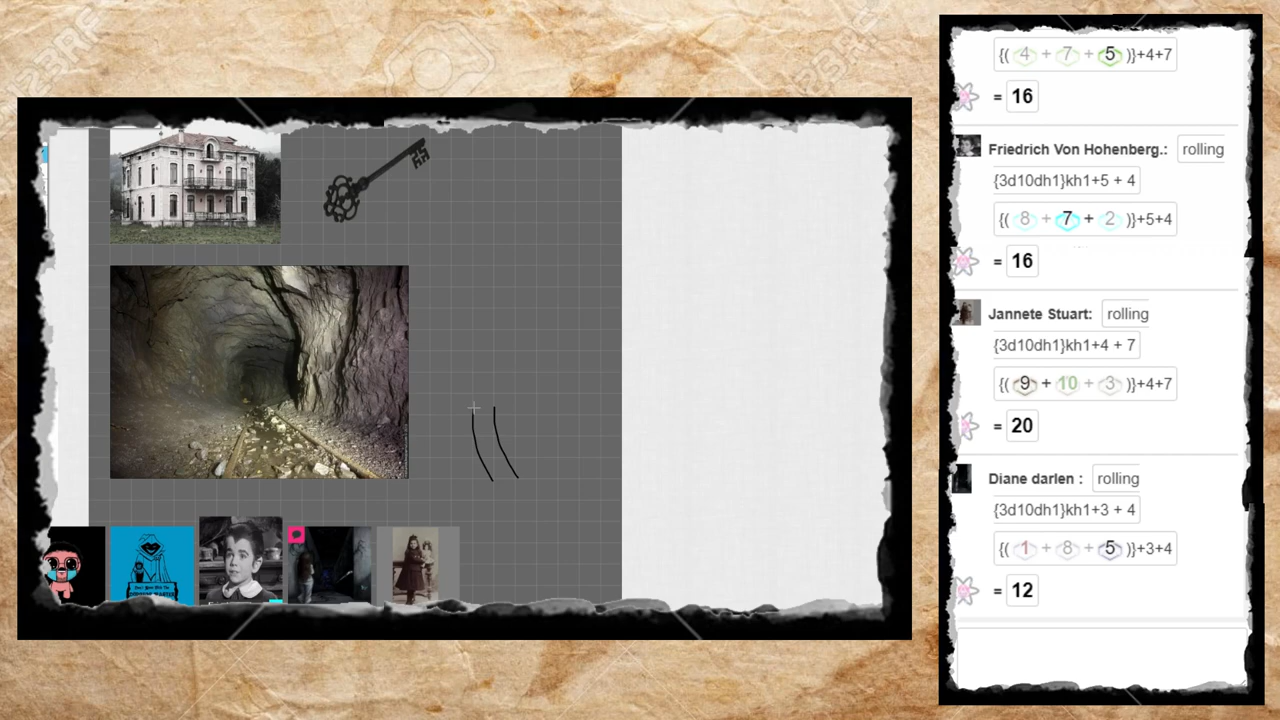 {( 4 + 7 + 5 )}+4+7
= 16
Friedrich Von Hohenberg.: rolling
{3d10dh1}kh1+5 + 4
{( 8 + 7 + 2 )}+5+4
= 16
Jannete Stuart: rolling
{3d10dh1}kh1+4 + 7
{( 9 + 10 + 3 )}+4+7
= 20
Diane darlen : rolling
{3d10dh1}kh1+3 + 4
{( 1 + 8 + 5 )}+3+4
= 12
123RF
123RF